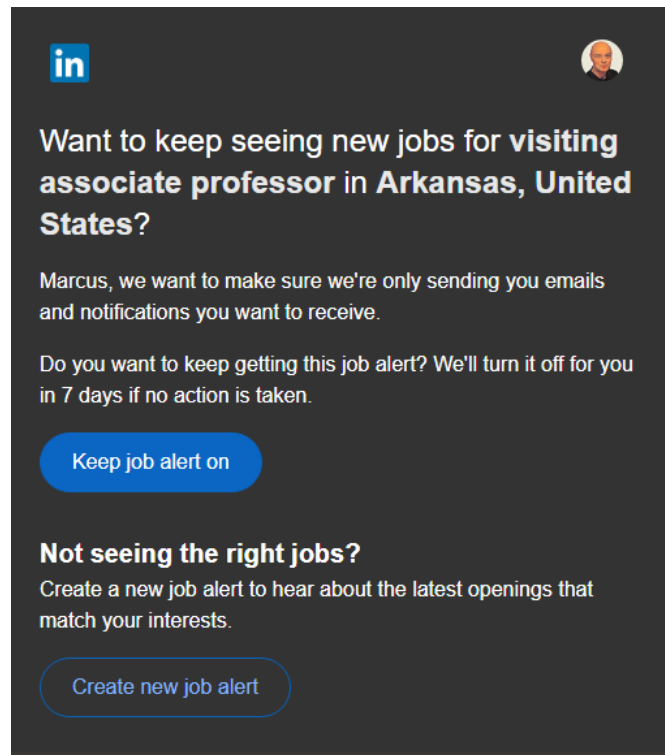 in
Want to keep seeing new jobs for visiting
associate professor in Arkansas, United
States?
Marcus, we want to make sure we're only sending you emails
and notifications you want to receive.
Do you want to keep getting this job alert? We'll turn it off for you
in 7 days if no action is taken.
Keep job alert on
Not seeing the right jobs?
Create a new job alert to hear about the latest openings that
match your interests.
Create new job alert